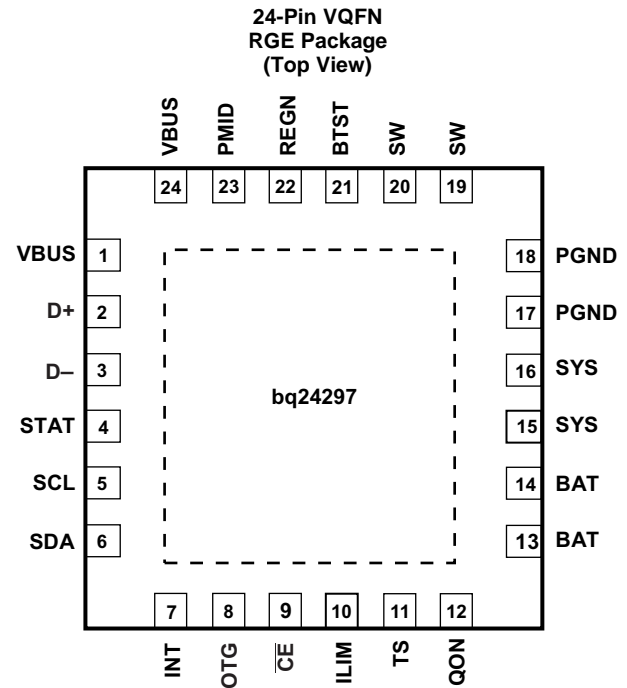 24-Pin VQFN
RGE Package
(Top View)
VBUS
PMID
REGN
BTST
SW
SW
24
23
22
21
20
19
VBUS 1
D+ 2
D– 3
STAT 4
SCL 5
SDA 6
18 PGND
17 PGND
16 SYS
15 SYS
14 BAT
13 BAT
bq24297
7
8
9
10
11
12
INT
OTG
C̅E̅
ILIM
TS
QON